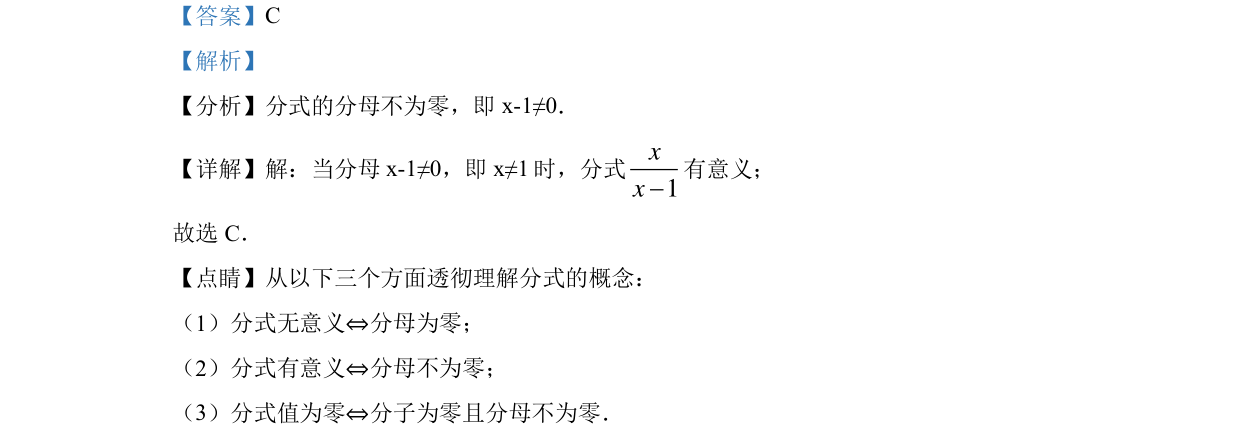 【答案】C
【解析】
【分析】分式的分母不为零，即 x-1≠0．
【详解】解：当分母 x-1≠0，即 x≠1 时，分式 x/(x−1) 有意义；
故选 C．
【点睛】从以下三个方面透彻理解分式的概念：
（1）分式无意义⇔分母为零；
（2）分式有意义⇔分母不为零；
（3）分式值为零⇔分子为零且分母不为零．